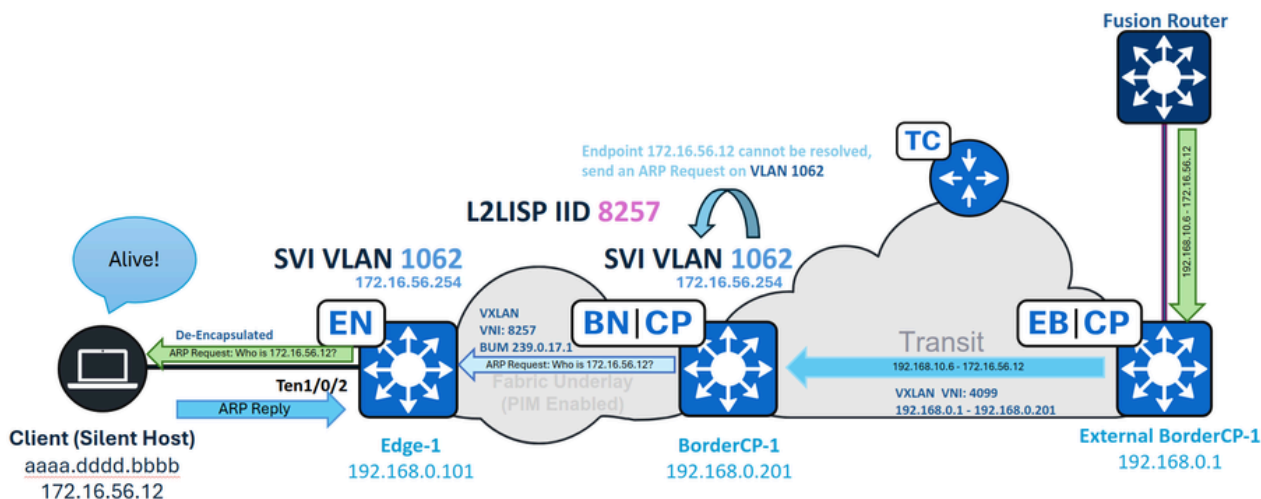 Fusion Router
192.168.10.6 - 172.16.56.12
TC
Endpoint 172.16.56.12 cannot be resolved,
send an ARP Request on VLAN 1062
L2LISP IID 8257
Alive!
SVI VLAN 1062
172.16.56.254
SVI VLAN 1062
172.16.56.254
EN
VXLAN
VNI: 8257
BUM 239.0.17.1
BN|CP
EB|CP
De-Encapsulated
ARP Request: Who is 172.16.56.12?
ARP Request: Who is 172.16.56.12?
Transit
192.168.10.6 - 172.16.56.12
Fabric Underlay
(PIM Enabled)
Ten1/0/2
ARP Reply
VXLAN VNI: 4099
192.168.0.1 - 192.168.0.201
Client (Silent Host)
aaaa.dddd.bbbb
172.16.56.12
Edge-1
192.168.0.101
BorderCP-1
192.168.0.201
External BorderCP-1
192.168.0.1